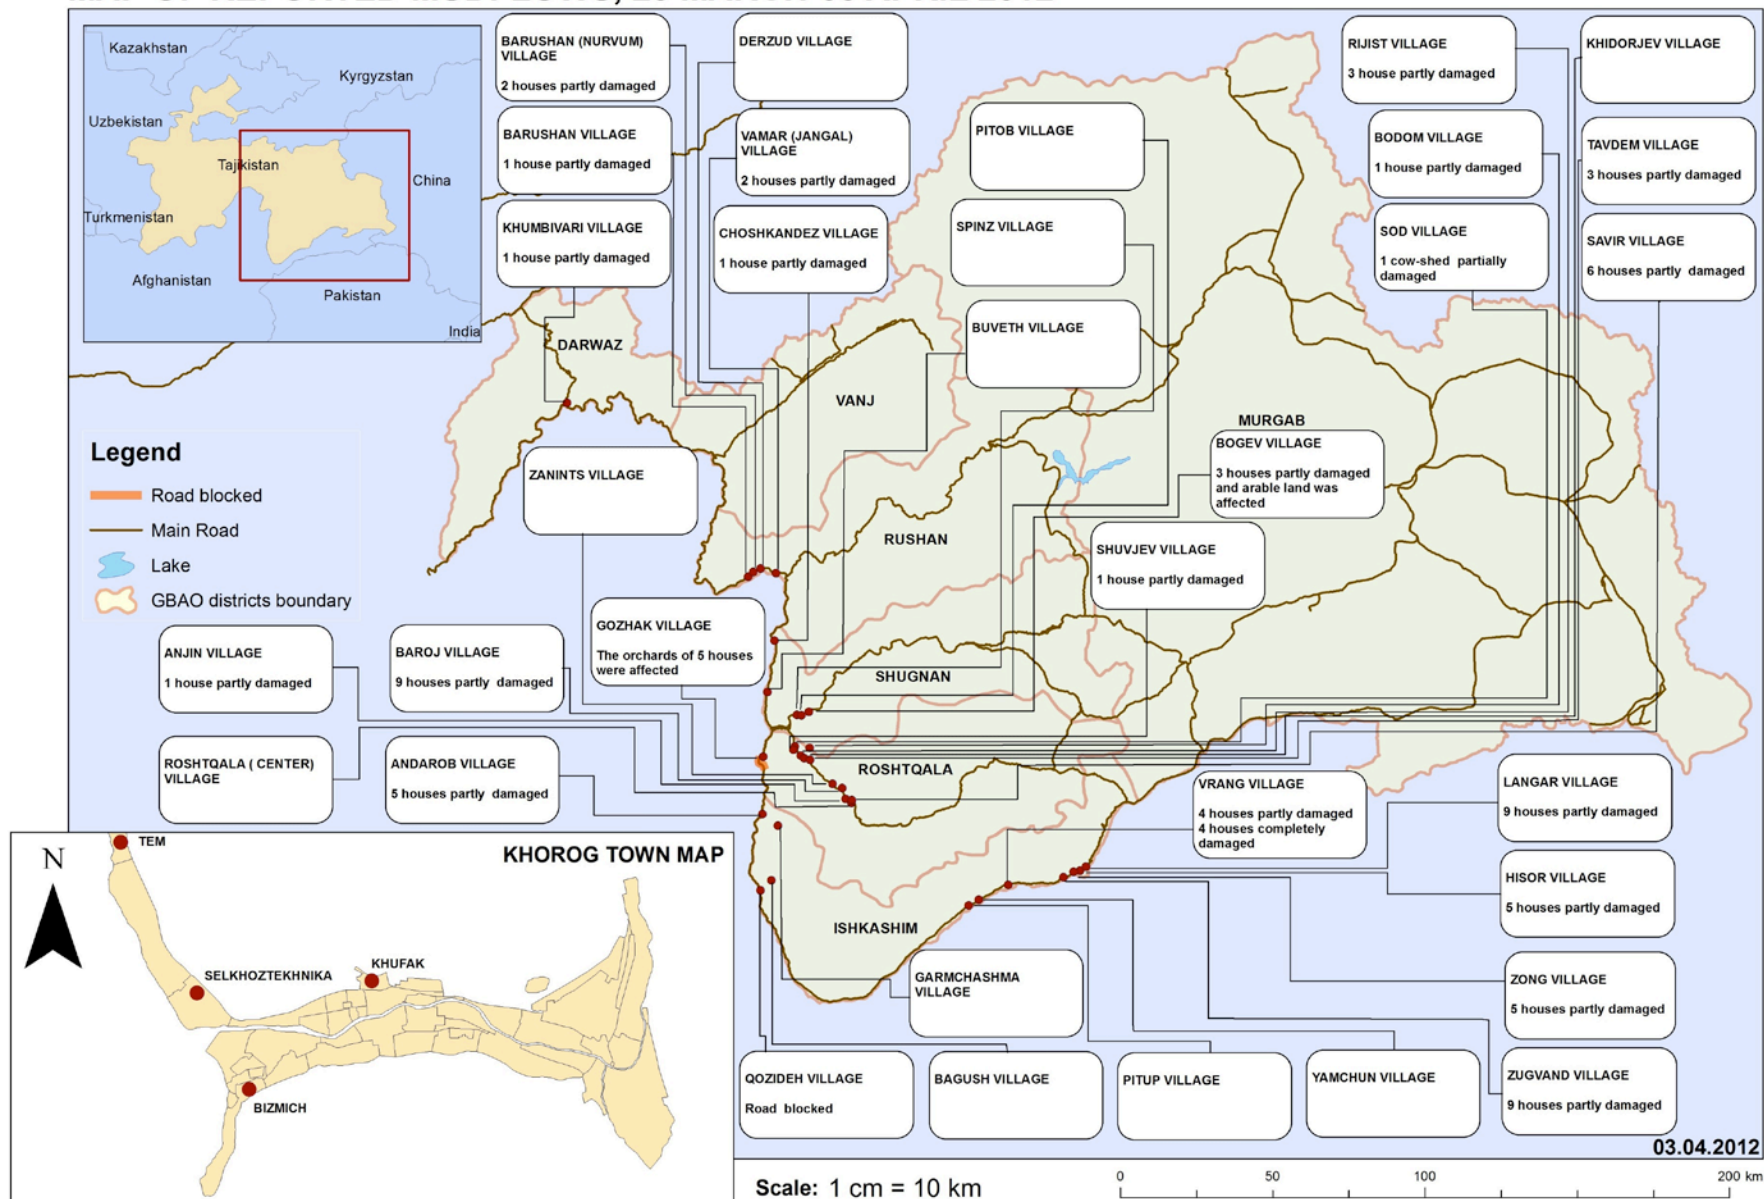 Kazakhstan
Kyrgyzstan
Uzbekistan
Tajikistan
China
Turkmenistan
Afghanistan
Pakistan
India
BARUSHAN (NURVUM)
VILLAGE
2 houses partly damaged
DERZUD VILLAGE
BARUSHAN VILLAGE
1 house partly damaged
VAMAR (JANGAL)
VILLAGE
2 houses partly damaged
PITOB VILLAGE
KHUMBIVARI VILLAGE
1 house partly damaged
CHOSHKANDEZ VILLAGE
1 house partly damaged
SPINZ VILLAGE
BUVETH VILLAGE
RIJIST VILLAGE
3 house partly damaged
KHIDORJEV VILLAGE
BODOM VILLAGE
1 house partly damaged
TAVDEM VILLAGE
3 houses partly damaged
SOD VILLAGE
1 cow-shed partially
damaged
SAVIR VILLAGE
6 houses partly damaged
DARWAZ
VANJ
MURGAB
BOGEV VILLAGE
3 houses partly damaged
and arable land was
affected
Legend
Road blocked
Main Road
Lake
GBAO districts boundary
ZANINTS VILLAGE
RUSHAN
SHUVJEV VILLAGE
1 house partly damaged
GOZHAK VILLAGE
The orchards of 5 houses
were affected
ANJIN VILLAGE
1 house partly damaged
BAROJ VILLAGE
9 houses partly damaged
SHUGNAN
ROSHTQALA ( CENTER)
VILLAGE
ANDAROB VILLAGE
5 houses partly damaged
ROSHTQALA
VRANG VILLAGE
4 houses partly damaged
4 houses completely
damaged
LANGAR VILLAGE
9 houses partly damaged
HISOR VILLAGE
5 houses partly damaged
ISHKASHIM
GARMCHASHMA
VILLAGE
ZONG VILLAGE
5 houses partly damaged
QOZIDEH VILLAGE
Road blocked
BAGUSH VILLAGE
PITUP VILLAGE
YAMCHUN VILLAGE
ZUGVAND VILLAGE
9 houses partly damaged
N
TEM
KHOROG TOWN MAP
SELKHOZTEKHNIKA
KHUFAK
BIZMICH
03.04.2012
Scale: 1 cm = 10 km
0 50 100 200 km